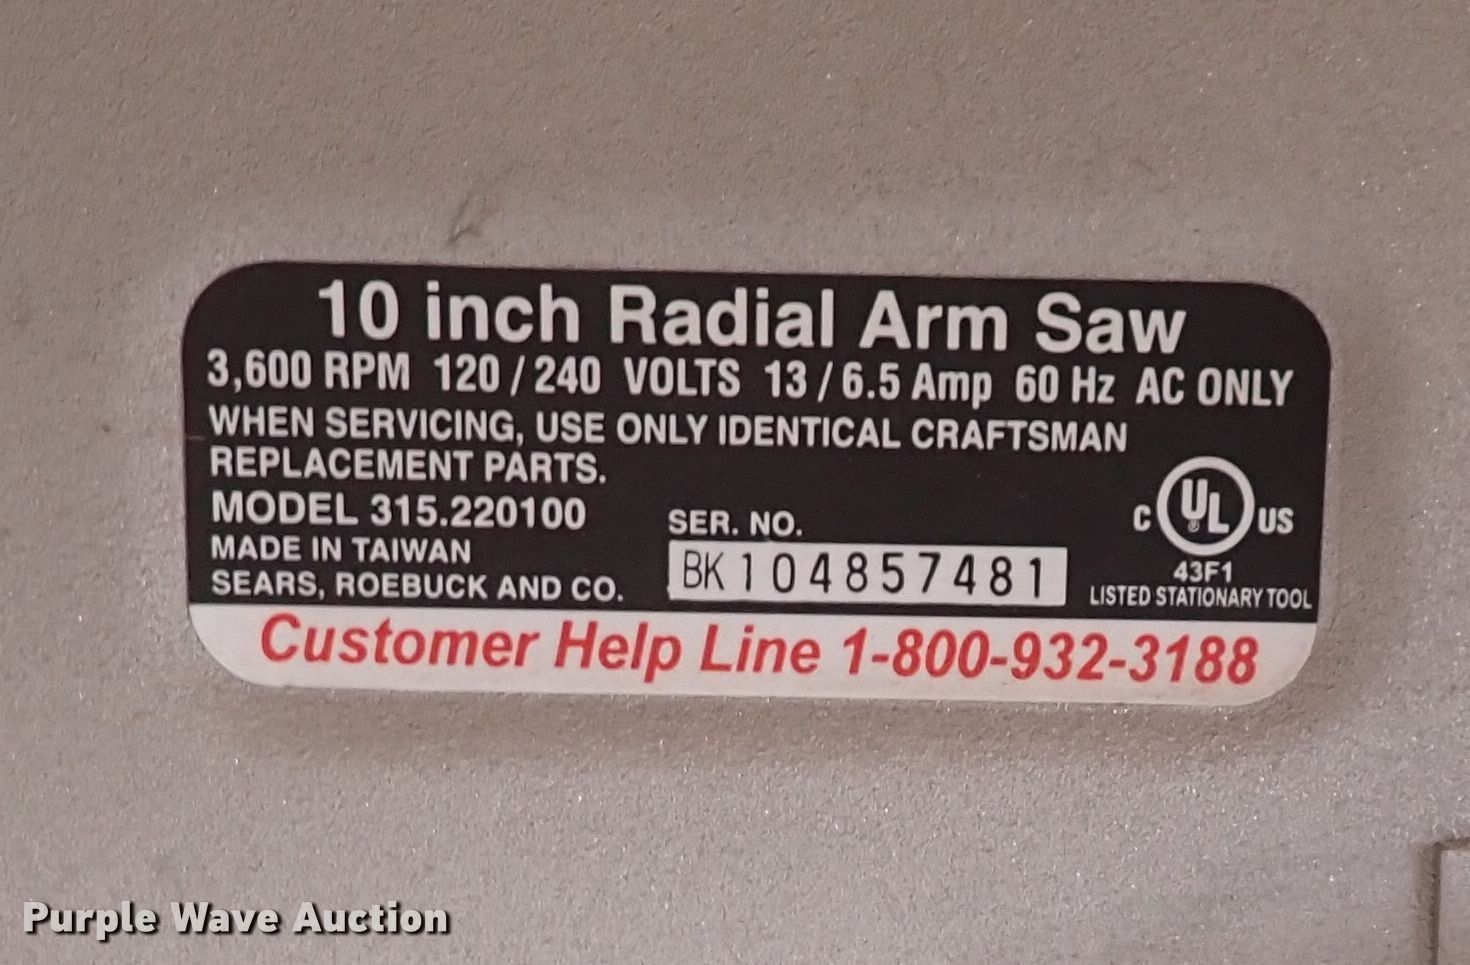 10 inch Radial Arm Saw
3,600 RPM 120 / 240 VOLTS 13 / 6.5 Amp 60 Hz AC ONLY
WHEN SERVICING, USE ONLY IDENTICAL CRAFTSMAN
REPLACEMENT PARTS.
MODEL 315.220100
MADE IN TAIWAN
SEARS, ROEBUCK AND CO.
SER. NO.
BK 104857481
C UL ® US
43F1
LISTED STATIONARY TOOL
Customer Help Line 1-800-932-3188
Purple Wave Auction